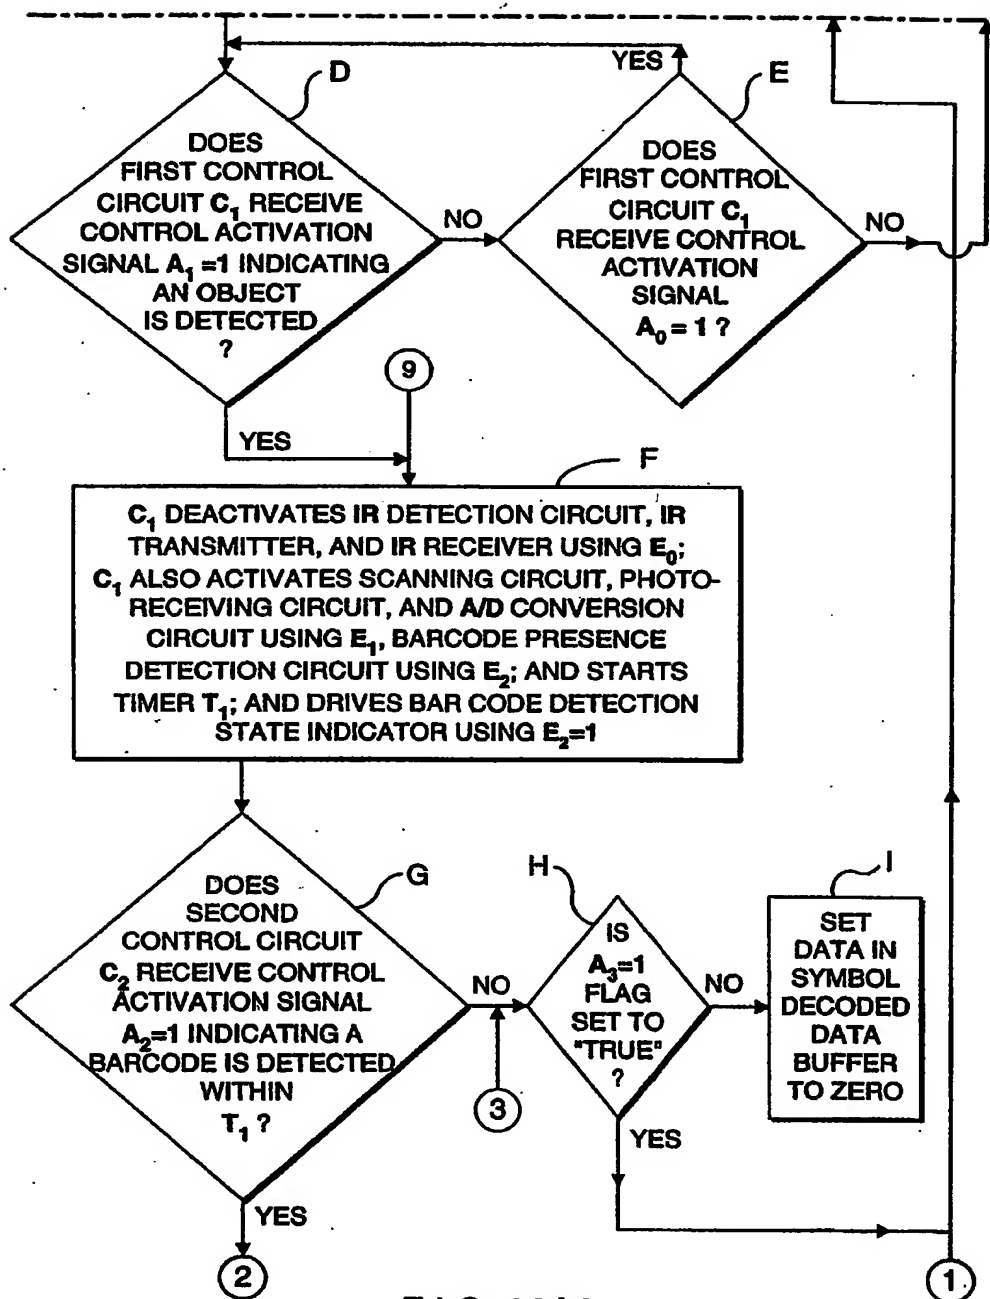 YES
D
E
DOES
FIRST CONTROL
CIRCUIT C₁ RECEIVE
CONTROL ACTIVATION
SIGNAL A₁ =1 INDICATING
AN OBJECT
IS DETECTED
?
NO
DOES
FIRST CONTROL
CIRCUIT C₁
RECEIVE CONTROL
ACTIVATION
SIGNAL
A₀ = 1 ?
NO
9
YES
F
C₁ DEACTIVATES IR DETECTION CIRCUIT, IR
TRANSMITTER, AND IR RECEIVER USING E₀;
C₁ ALSO ACTIVATES SCANNING CIRCUIT, PHOTO-
RECEIVING CIRCUIT, AND A/D CONVERSION
CIRCUIT USING E₁, BARCODE PRESENCE
DETECTION CIRCUIT USING E₂; AND STARTS
TIMER T₁; AND DRIVES BAR CODE DETECTION
STATE INDICATOR USING E₂=1
G
DOES
SECOND
CONTROL CIRCUIT
C₂ RECEIVE CONTROL
ACTIVATION SIGNAL
A₂=1 INDICATING A
BARCODE IS DETECTED
WITHIN
T₁ ?
NO
3
H
IS
A₃=1
FLAG
SET TO
"TRUE"
?
NO
I
SET
DATA IN
SYMBOL
DECODED
DATA
BUFFER
TO ZERO
YES
YES
2
1